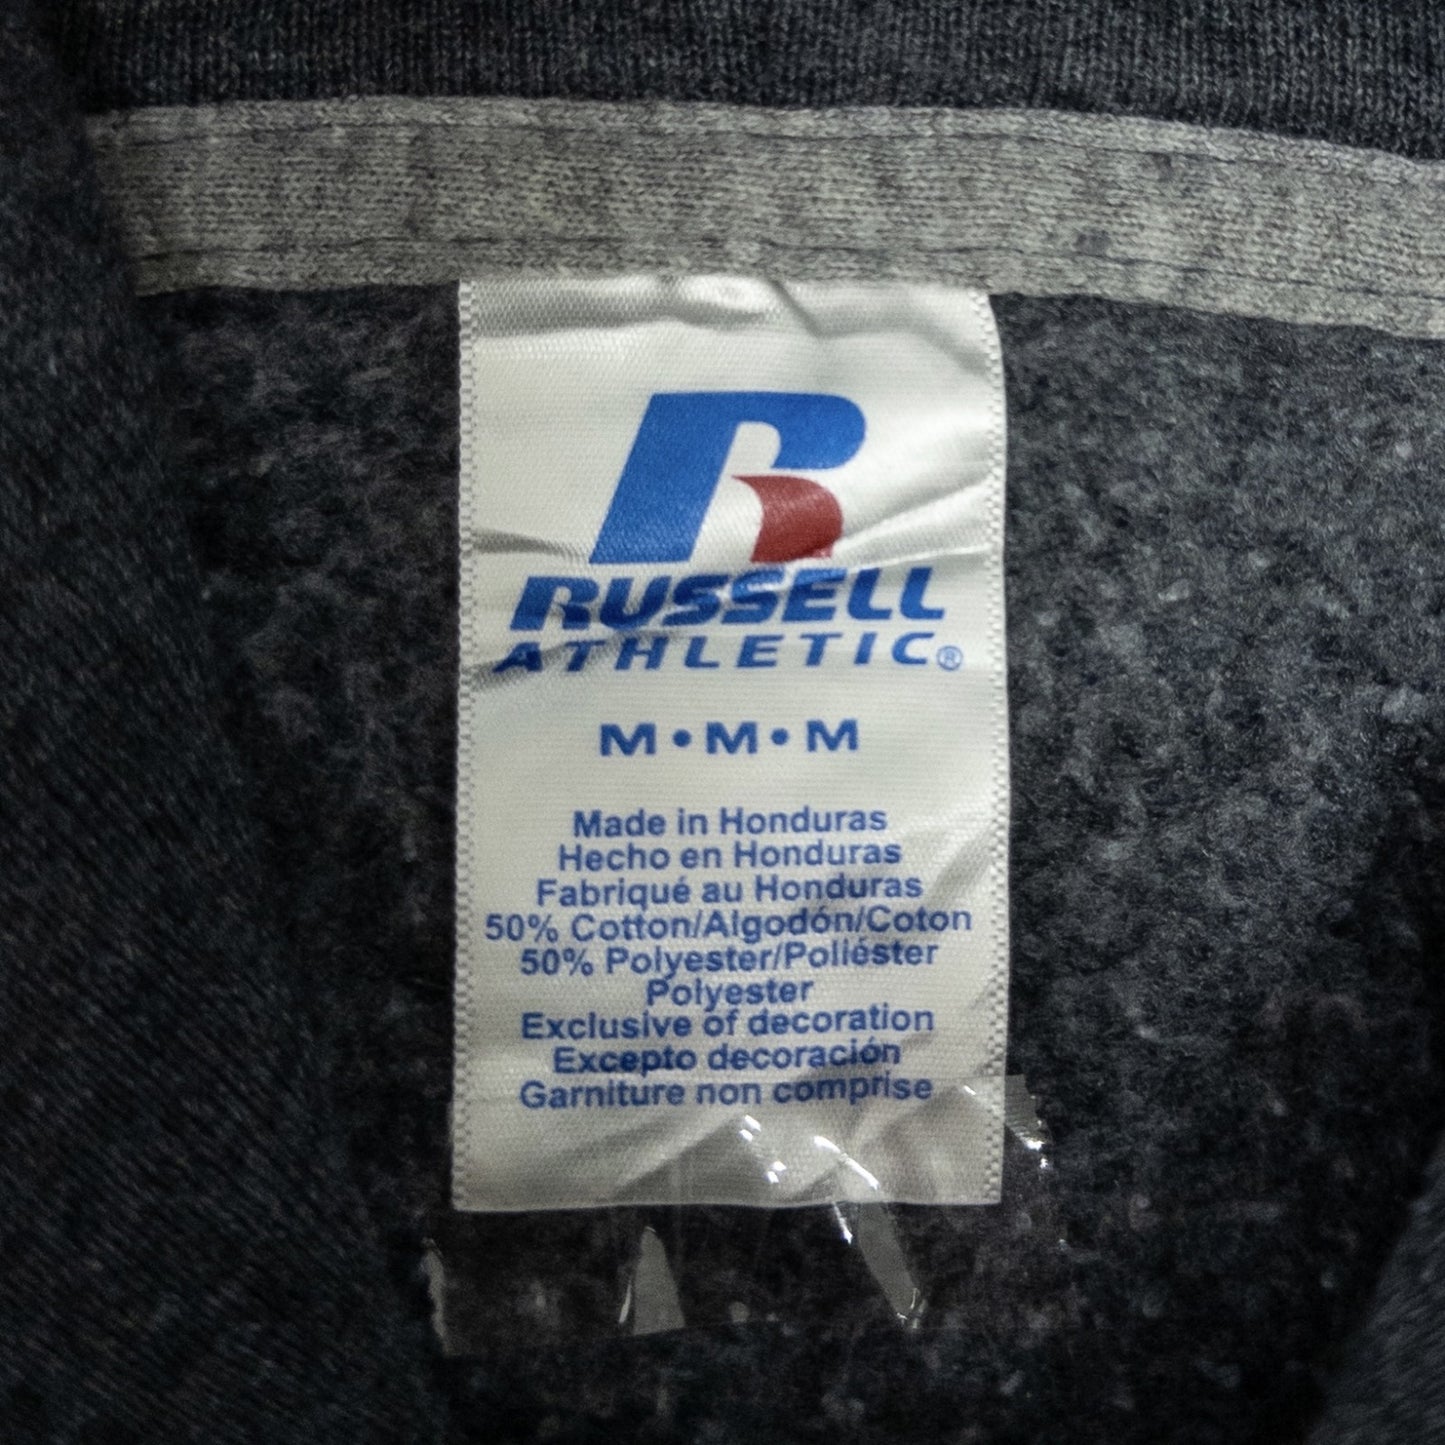 R
RUSSELL
ATHLETIC®
M•M•M
Made in Honduras
Hecho en Honduras
Fabriqué au Honduras
50% Cotton/Algodón/Coton
50% Polyester/Poliéster
Polyester
Exclusive of decoration
Excepto decoración
Garniture non comprise